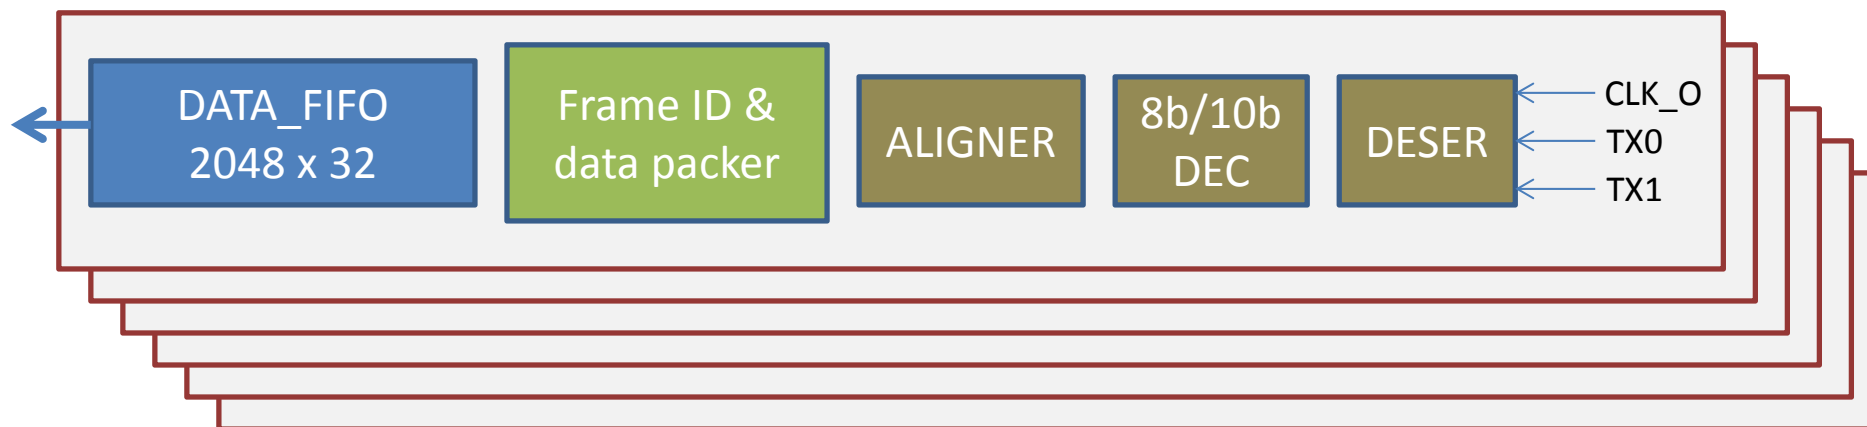 DATA_FIFO
2048 x 32
Frame ID &
data packer
ALIGNER
8b/10b
DEC
DESER
CLK_O
TX0
TX1